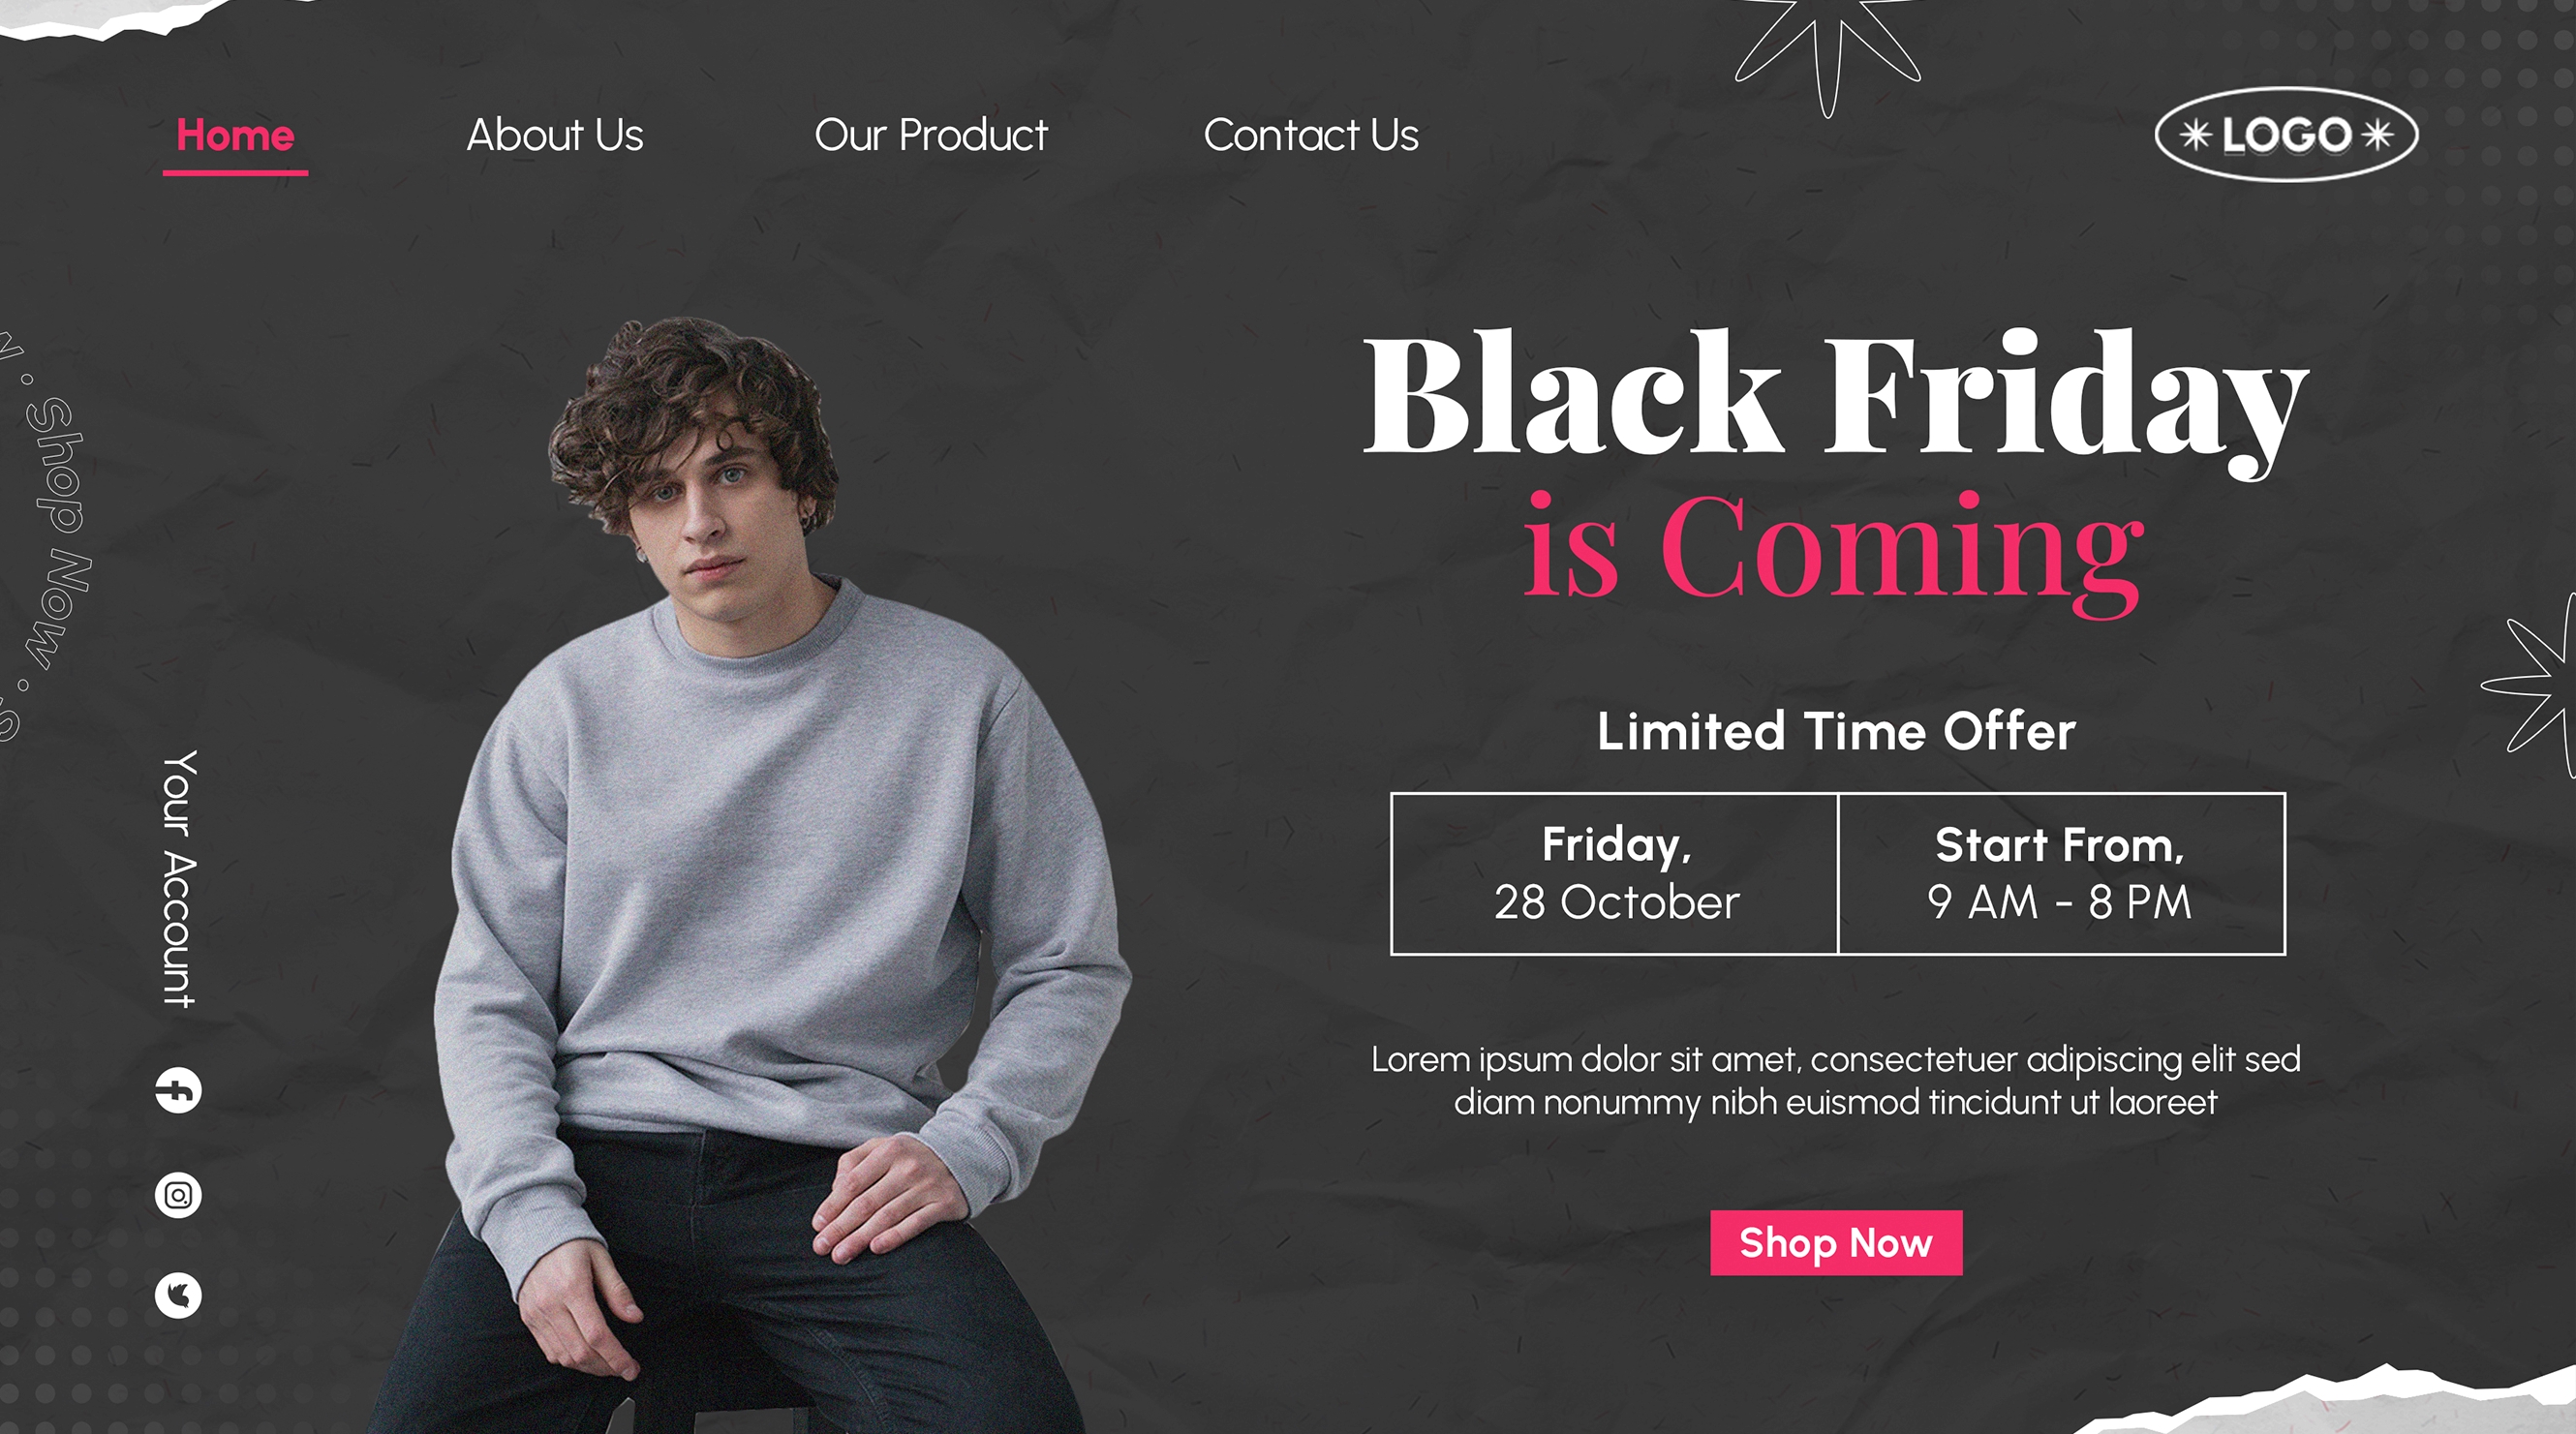 Home
About Us
Our Product
Contact Us
LOGO
Black Friday
is Coming
Limited Time Offer
Friday,
28 October
Start From,
9 AM - 8 PM
Lorem ipsum dolor sit amet, consectetuer adipiscing elit sed
diam nonummy nibh euismod tincidunt ut laoreet
Shop Now
Shop Now
Your Account